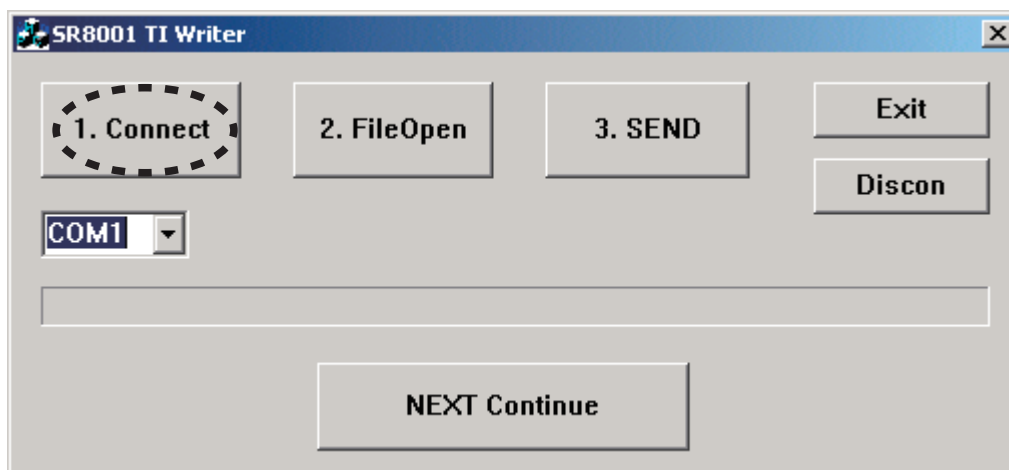 SR8001 TI Writer
1. Connect
2. FileOpen
3. SEND
Exit
Discon
COM1
NEXT Continue